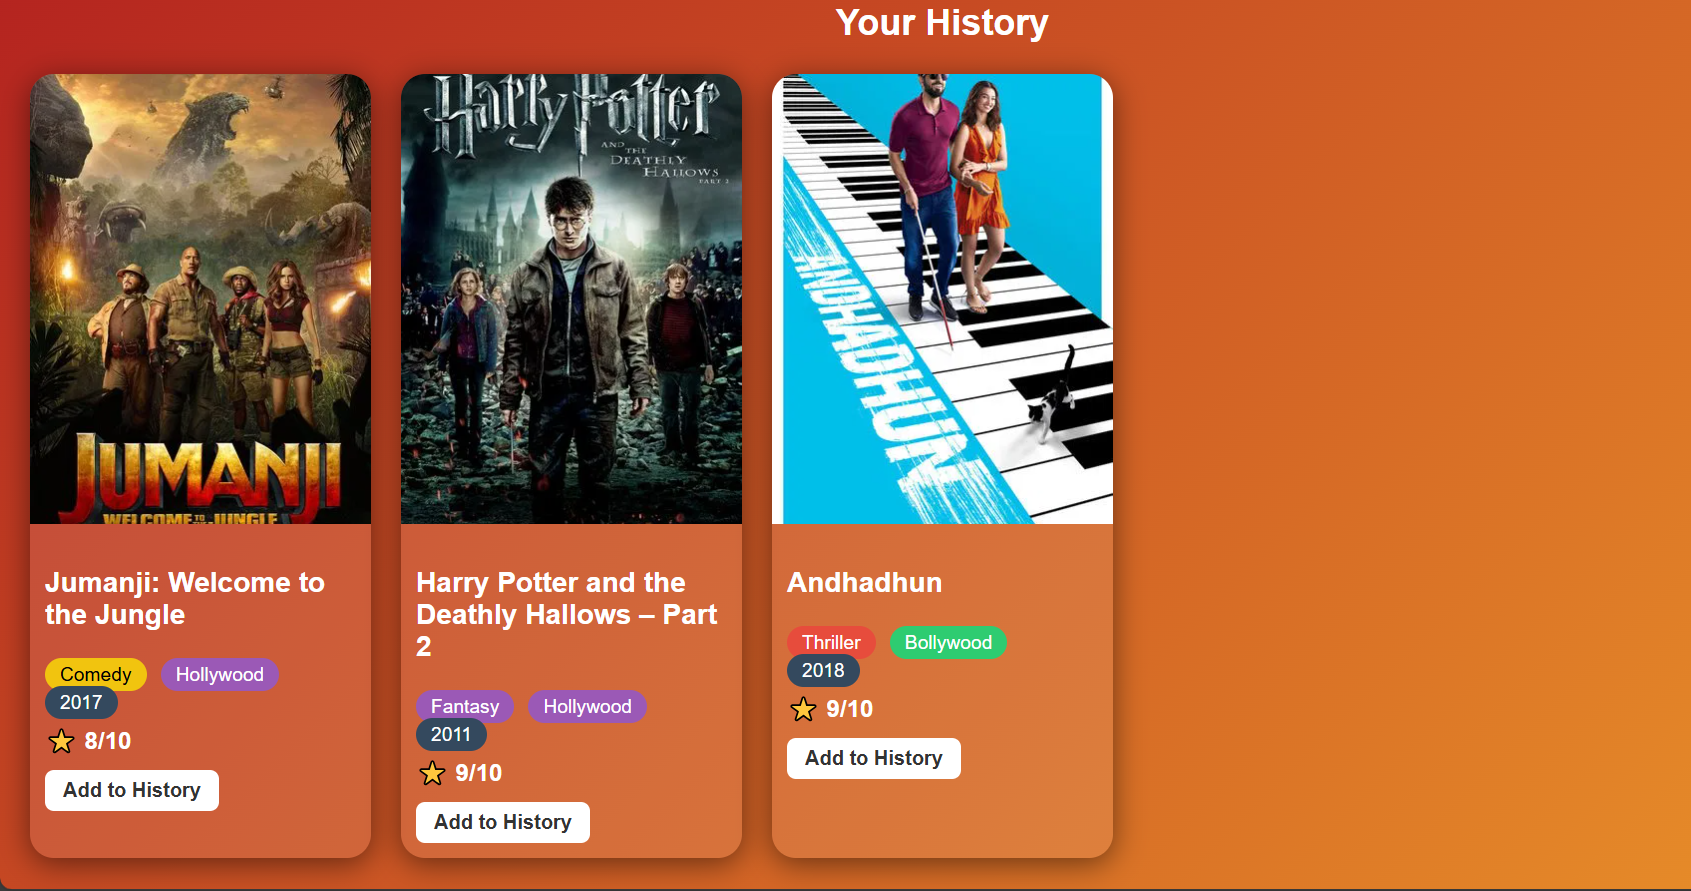 Your History
JUMANJI
WELCOME TO THE JUNGLE
Harry Potter
AND
THE
DEATHLY
HALLOWS
PART 2
ANDHADHUN
Jumanji: Welcome to
the Jungle
Comedy
Hollywood
2017
8/10
Add to History
Harry Potter and the
Deathly Hallows – Part
2
Fantasy
Hollywood
2011
9/10
Add to History
Andhadhun
Thriller
Bollywood
2018
9/10
Add to History